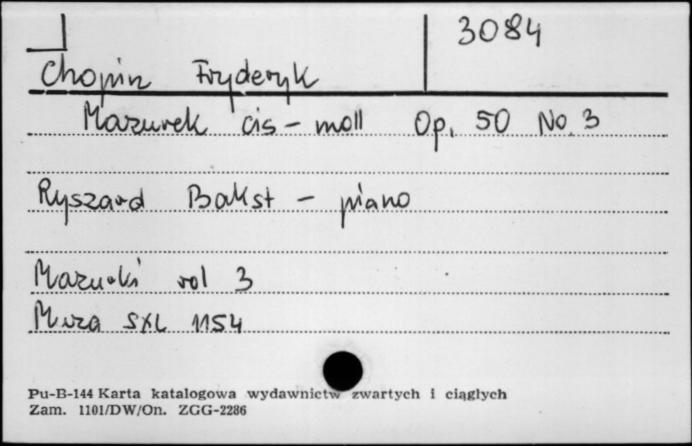 3084
Chopin Fryderyk
Mazurek cis-moll Op. 50 No. 3
Ryszard Bakst - piano
Mazurki vol 3
Muza SXL 1154
Pu-B-144 Karta katalogowa wydawnictw zwartych i ciągłych
Zam. 1101/DW/On. ZGG-2286